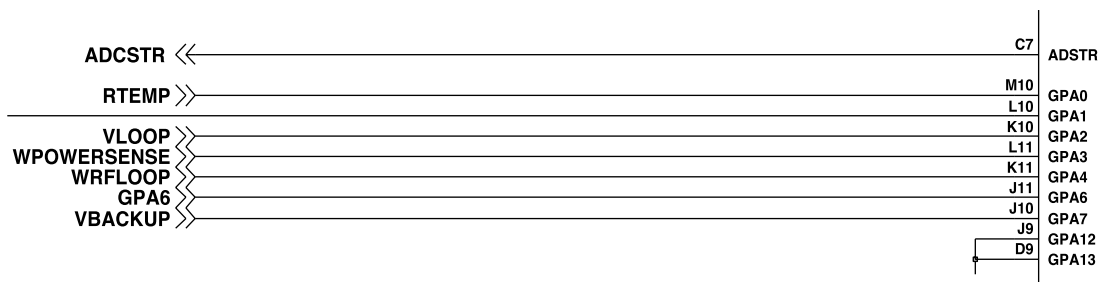 ADCSTR C7 ADSTR
RTEMP M10 GPA0
L10 GPA1
VLOOP K10 GPA2
WPOWERSENSE L11 GPA3
WRFLOOP K11 GPA4
GPA6 J11 GPA6
VBACKUP J10 GPA7
J9 GPA12
D9 GPA13